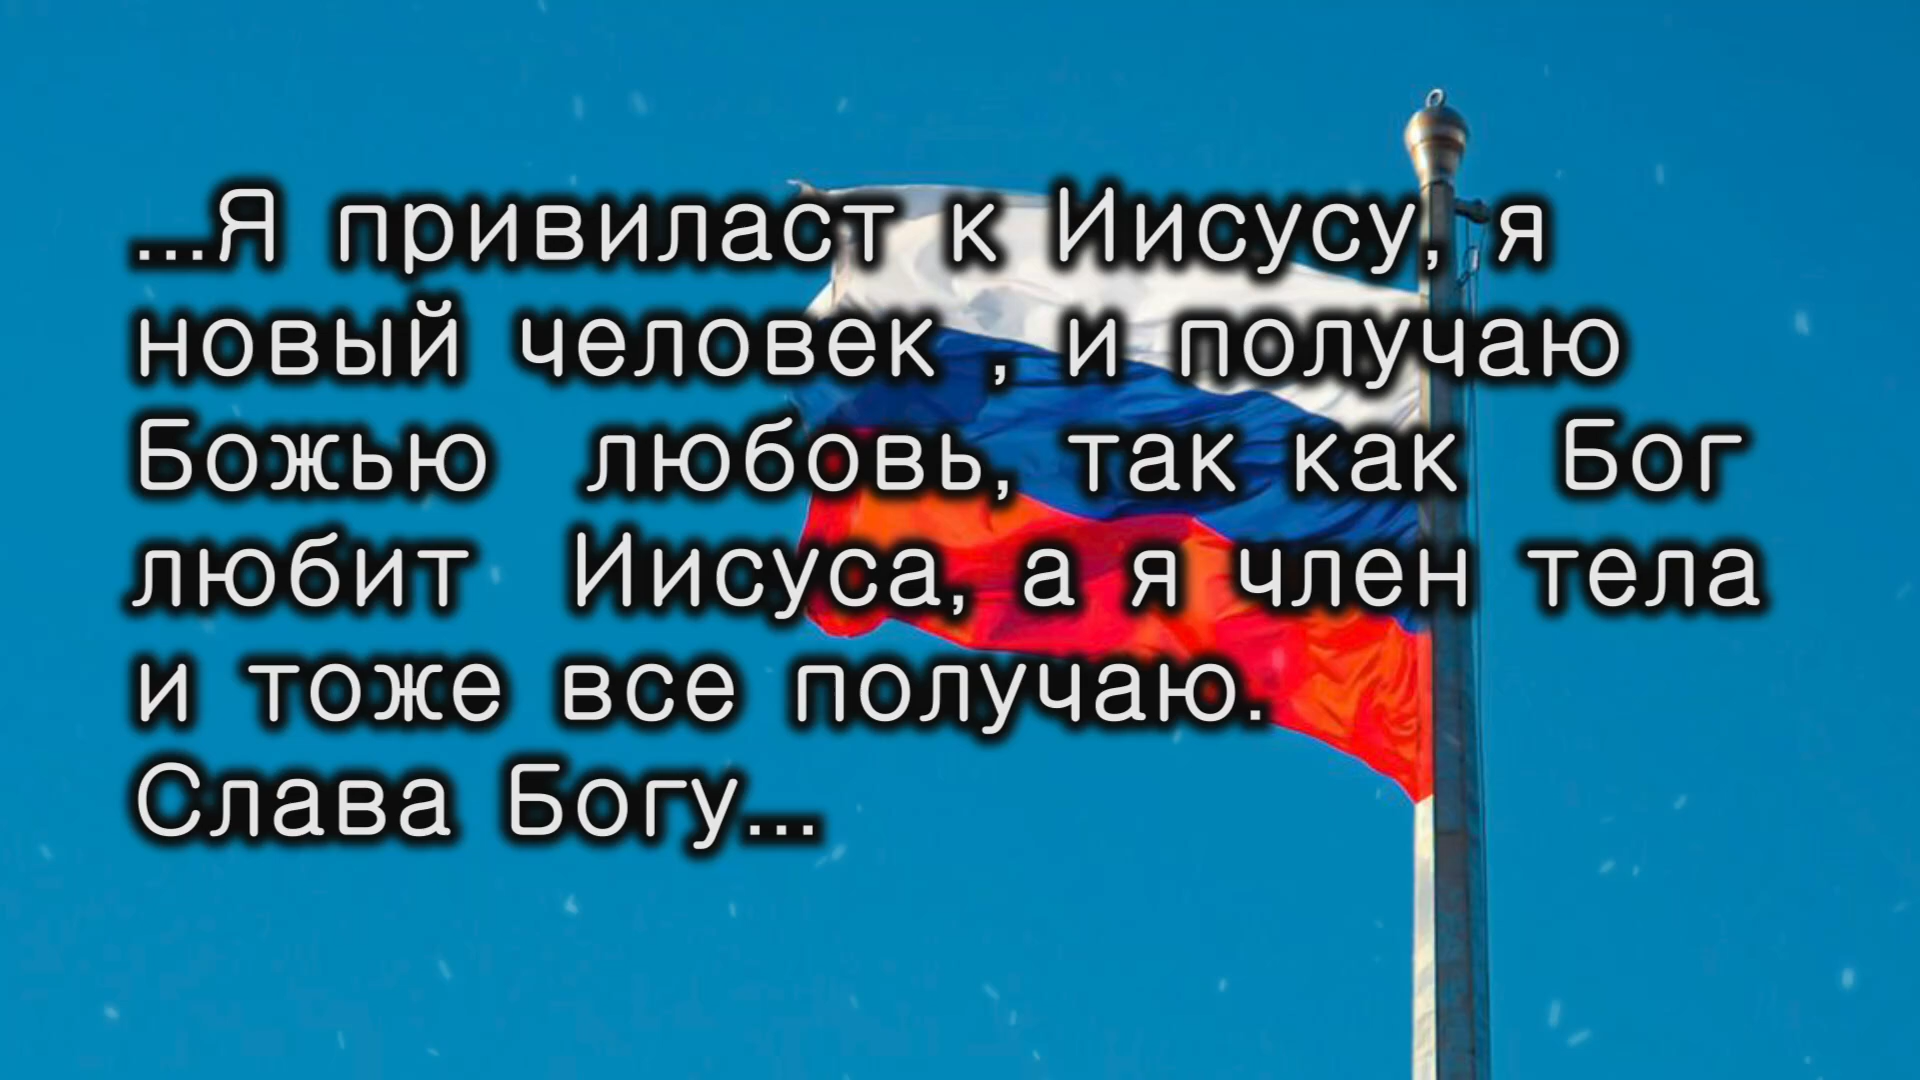 ...Я привиласт к Иисусу, я
новый человек , и получаю
Божью любовь, так как Бог
любит Иисуса, а я член тела
и тоже все получаю.
Слава Богу...